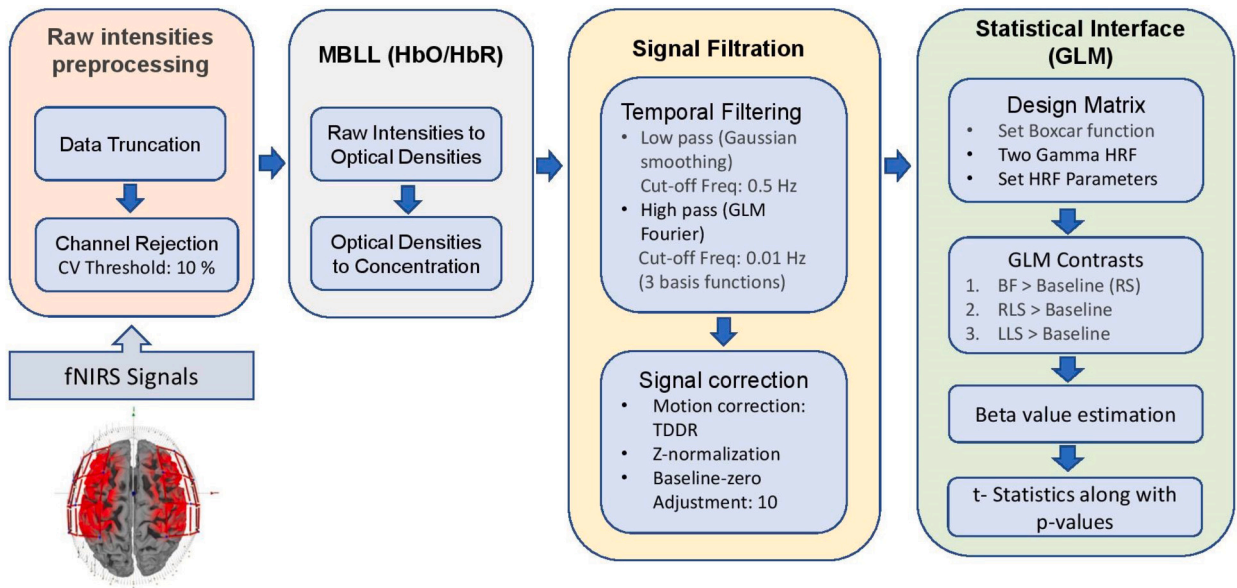 Raw intensities
preprocessing
Data Truncation
Channel Rejection
CV Threshold: 10 %
fNIRS Signals
MBLL (HbO/HbR)
Raw Intensities to
Optical Densities
Optical Densities
to Concentration
Signal Filtration
Temporal Filtering
• Low pass (Gaussian
smoothing)
Cut-off Freq: 0.5 Hz
• High pass (GLM
Fourier)
Cut-off Freq: 0.01 Hz
(3 basis functions)
Signal correction
• Motion correction:
TDDR
• Z-normalization
• Baseline-zero
Adjustment: 10
Statistical Interface
(GLM)
Design Matrix
• Set Boxcar function
• Two Gamma HRF
• Set HRF Parameters
GLM Contrasts
1. BF > Baseline (RS)
2. RLS > Baseline
3. LLS > Baseline
Beta value estimation
t- Statistics along with
p-values